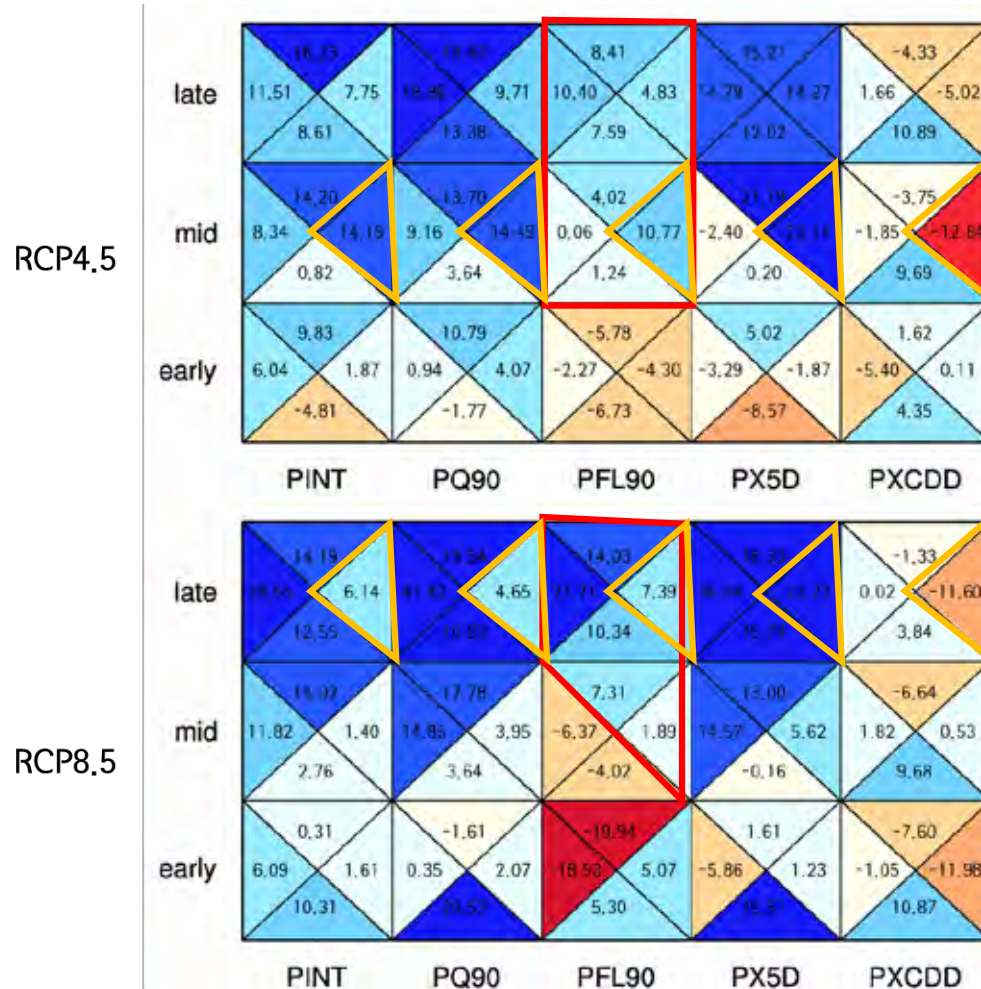 8.41 15.21 -4.33
late 11.51 7.75 9.71 10.40 4.83 14.79 14.27 1.66 -5.02
8.61 13.38 7.59 12.02 10.89
14.20 13.70 4.02 -3.75
RCP4.5
mid 8.34 14.15 9.16 14.49 0.06 10.77 -2.40 -1.85
0.82 3.64 1.24 0.20 9.69
9.83 10.79 -5.78 5.02 1.62
early 6.04 1.87 0.94 4.07 -2.27 -4.30 -3.29 -1.87 -5.40 0.11
-4.81 -1.77 -6.73 -8.57 4.35
PINT PQ90 PFL90 PX5D PXCDD
14.19 14.03 -1.33
late 6.14 4.65 7.39 0.02 -11.60
12.55 10.34 3.84
17.78 7.31 13.00 -6.64
mid 11.82 1.40 14.85 3.95 -6.37 1.89 14.57 5.62 1.82 0.53
RCP8.5
2.76 3.64 -4.02 -0.16 9.68
0.31 -1.61 -19.94 1.61 -7.60
early 6.09 1.61 0.35 2.07 5.07 -5.86 1.23 -1.05 -11.98
10.31 5.30 10.87
PINT PQ90 PFL90 PX5D PXCDD